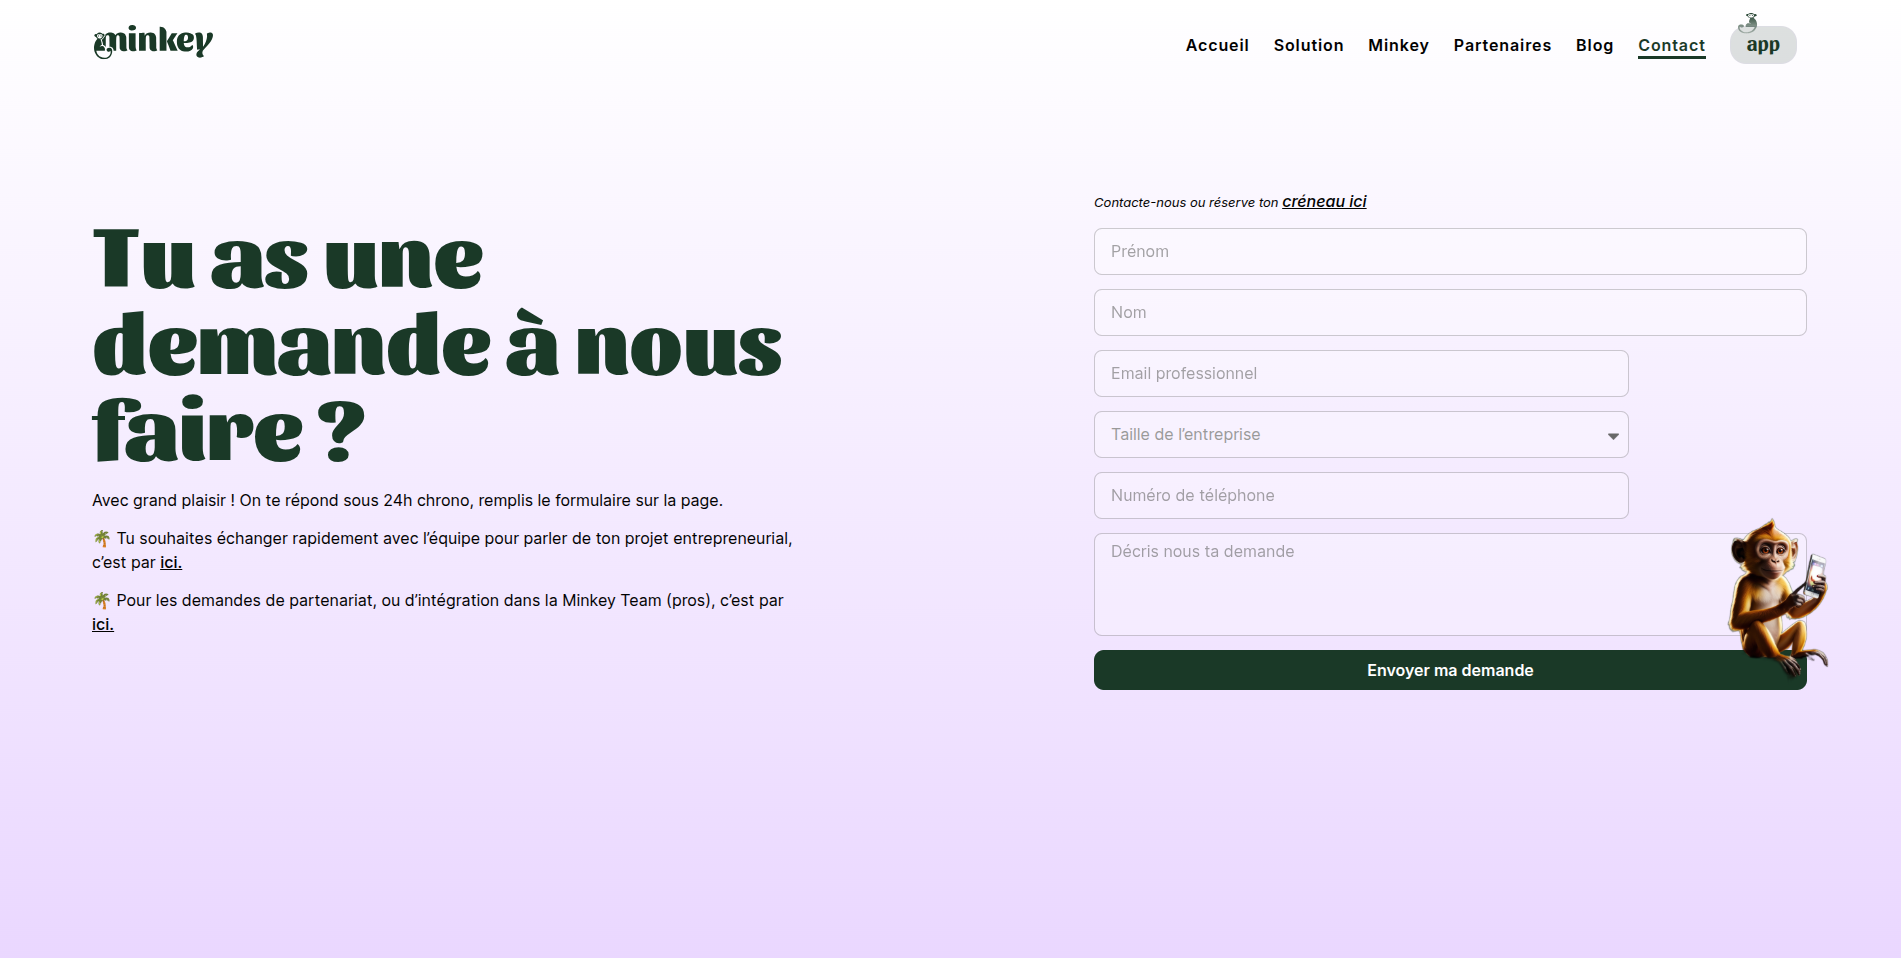 minkey
Accueil Solution Minkey Partenaires Blog Contact app
Tu as une
demande à nous
faire ?
Avec grand plaisir ! On te répond sous 24h chrono, remplis le formulaire sur la page.
🌴 Tu souhaites échanger rapidement avec l’équipe pour parler de ton projet entrepreneurial,
c’est par ici.
🌴 Pour les demandes de partenariat, ou d’intégration dans la Minkey Team (pros), c’est par
ici.
Contacte-nous ou réserve ton créneau ici
Prénom
Nom
Email professionnel
Taille de l’entreprise
Numéro de téléphone
Décris nous ta demande
Envoyer ma demande